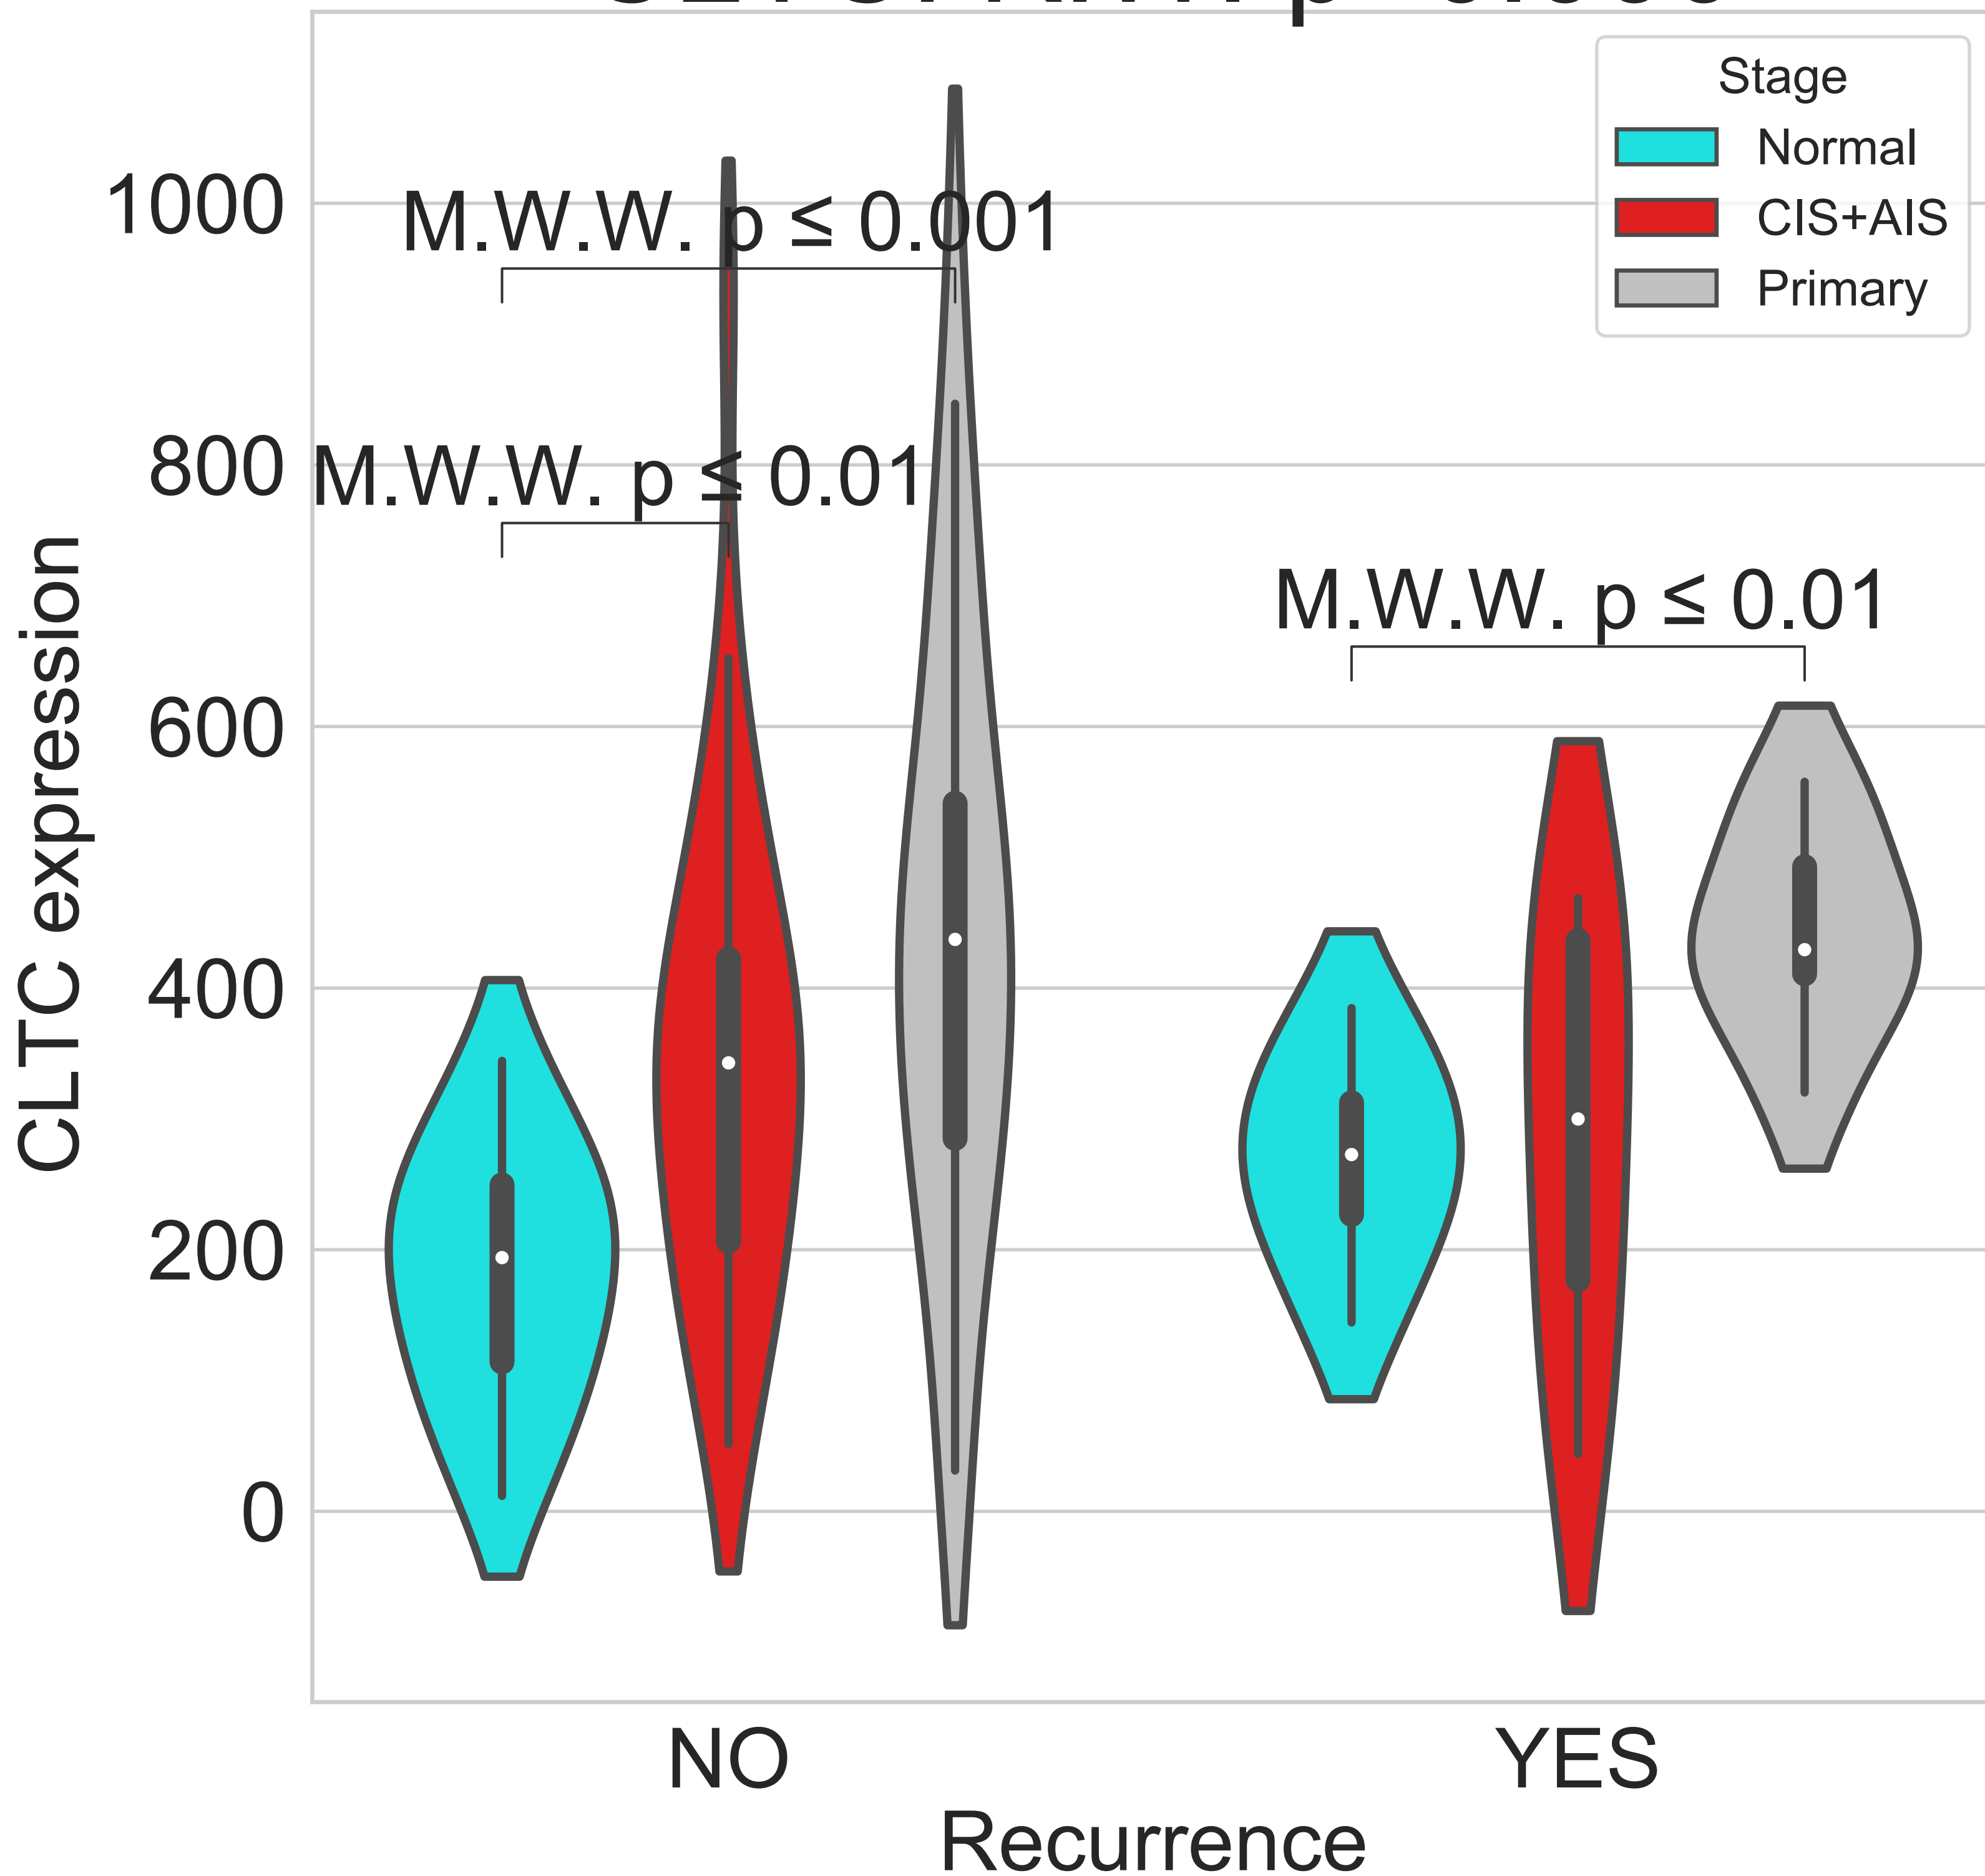 Stage
Normal
CIS+AIS
Primary
1000
800
600
400
200
0
CLTC expression
M.W.W. p ≤ 0.001
M.W.W. p ≤ 0.01
M.W.W. p ≤ 0.01
NO
YES
Recurrence